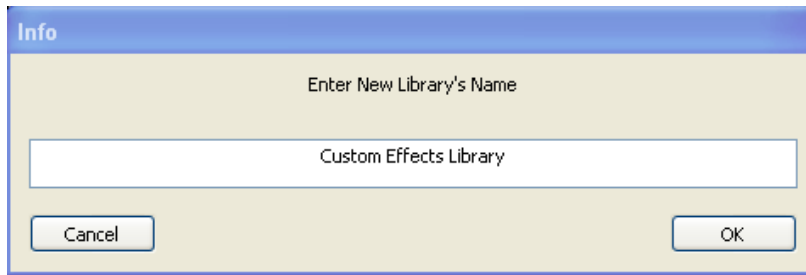 Info
Enter New Library's Name
Custom Effects Library
Cancel
OK